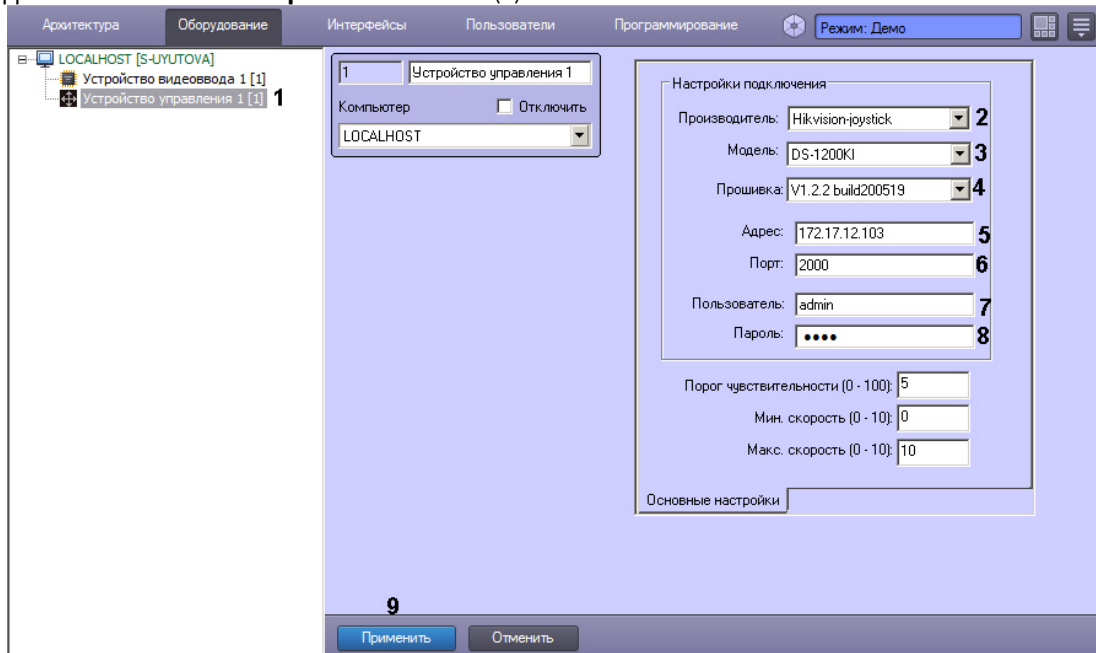 Архитектура Оборудование Интерфейсы Пользователи Программирование Режим: Демо
LOCALHOST [S-UYUTOVA]
Устройство видеоввода 1 [1]
Устройство управления 1 [1] 1
1 Устройство управления 1
Компьютер Отключить
LOCALHOST
Настройки подключения
Производитель: Hikvision-joystick 2
Модель: DS-1200KI 3
Прошивка: V1.2.2 build200519 4
Адрес: 172.17.12.103 5
Порт: 2000 6
Пользователь: admin 7
Пароль: •••• 8
Порог чувствительности (0 - 100): 5
Мин. скорость (0 - 10): 0
Макс. скорость (0 - 10): 10
Основные настройки
9
Применить Отменить